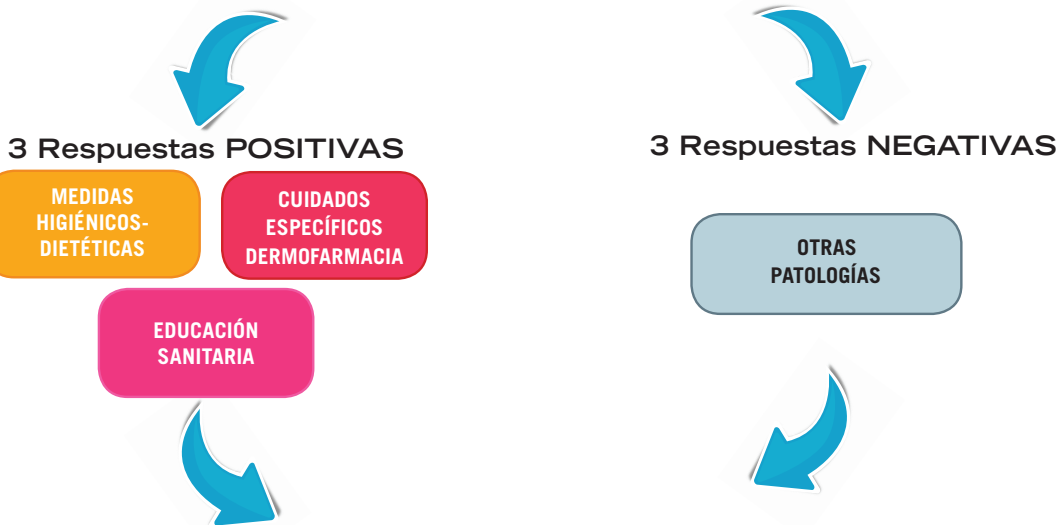 3 Respuestas POSITIVAS
MEDIDAS
HIGIÉNICOS-
DIETÉTICAS
CUIDADOS
ESPECÍFICOS
DERMOFARMACIA
EDUCACIÓN
SANITARIA
3 Respuestas NEGATIVAS
OTRAS
PATOLOGÍAS